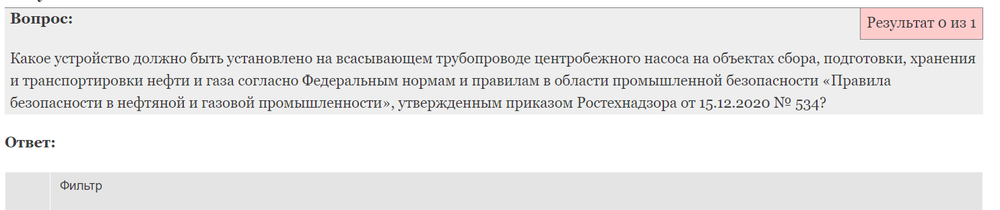 Вопрос:
Результат 0 из 1
Какое устройство должно быть установлено на всасывающем трубопроводе центробежного насоса на объектах сбора, подготовки, хранения
и транспортировки нефти и газа согласно Федеральным нормам и правилам в области промышленной безопасности «Правила
безопасности в нефтяной и газовой промышленности», утвержденным приказом Ростехнадзора от 15.12.2020 № 534?
Ответ:
Фильтр